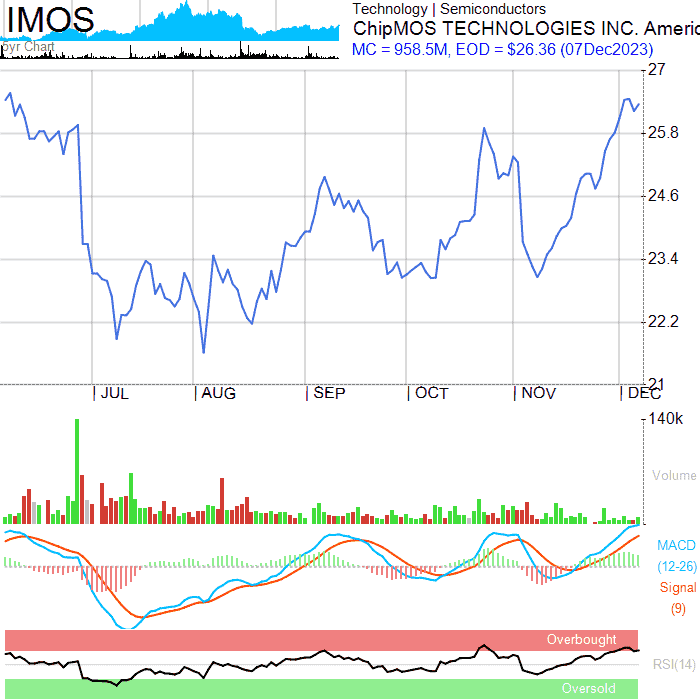 IMOS
5yr Chart
Technology | Semiconductors
ChipMOS TECHNOLOGIES INC. Americ
MC = 958.5M, EOD = $26.36 (07Dec2023)
27
25.8
24.6
23.4
22.2
21
JUL
AUG
SEP
OCT
NOV
DEC
140k
Volume
MACD
(12-26)
Signal
(9)
Overbought
RSI(14)
Oversold